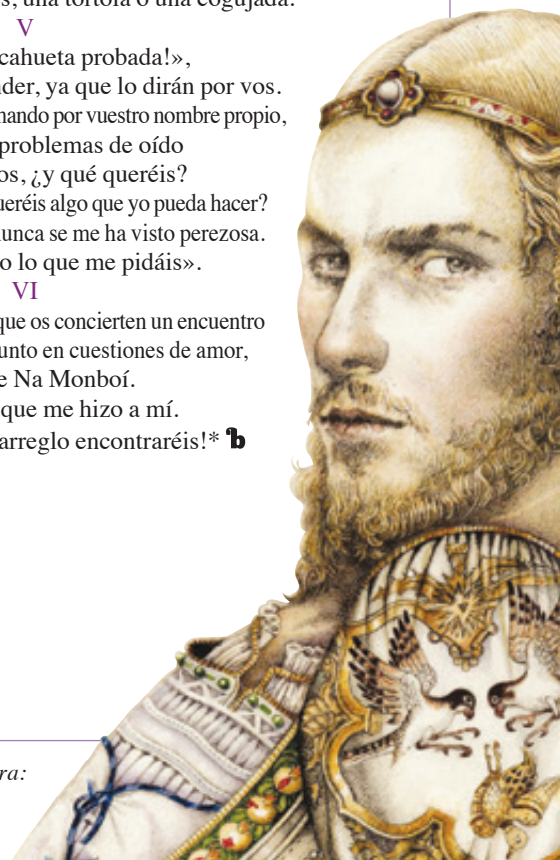 una tórtola o una cogujada.
V
cahueta probada!»,
der, ya que lo dirán por vos.
nando por vuestro nombre propio,
problemas de oído
os, ¿y qué queréis?
ueréis algo que yo pueda hacer?
unca se me ha visto perezosa.
o lo que me pidáis».
VI
que os concierten un encuentro
unto en cuestiones de amor,
e Na Monboí.
que me hizo a mí.
arreglo encontraréis!*
ra: